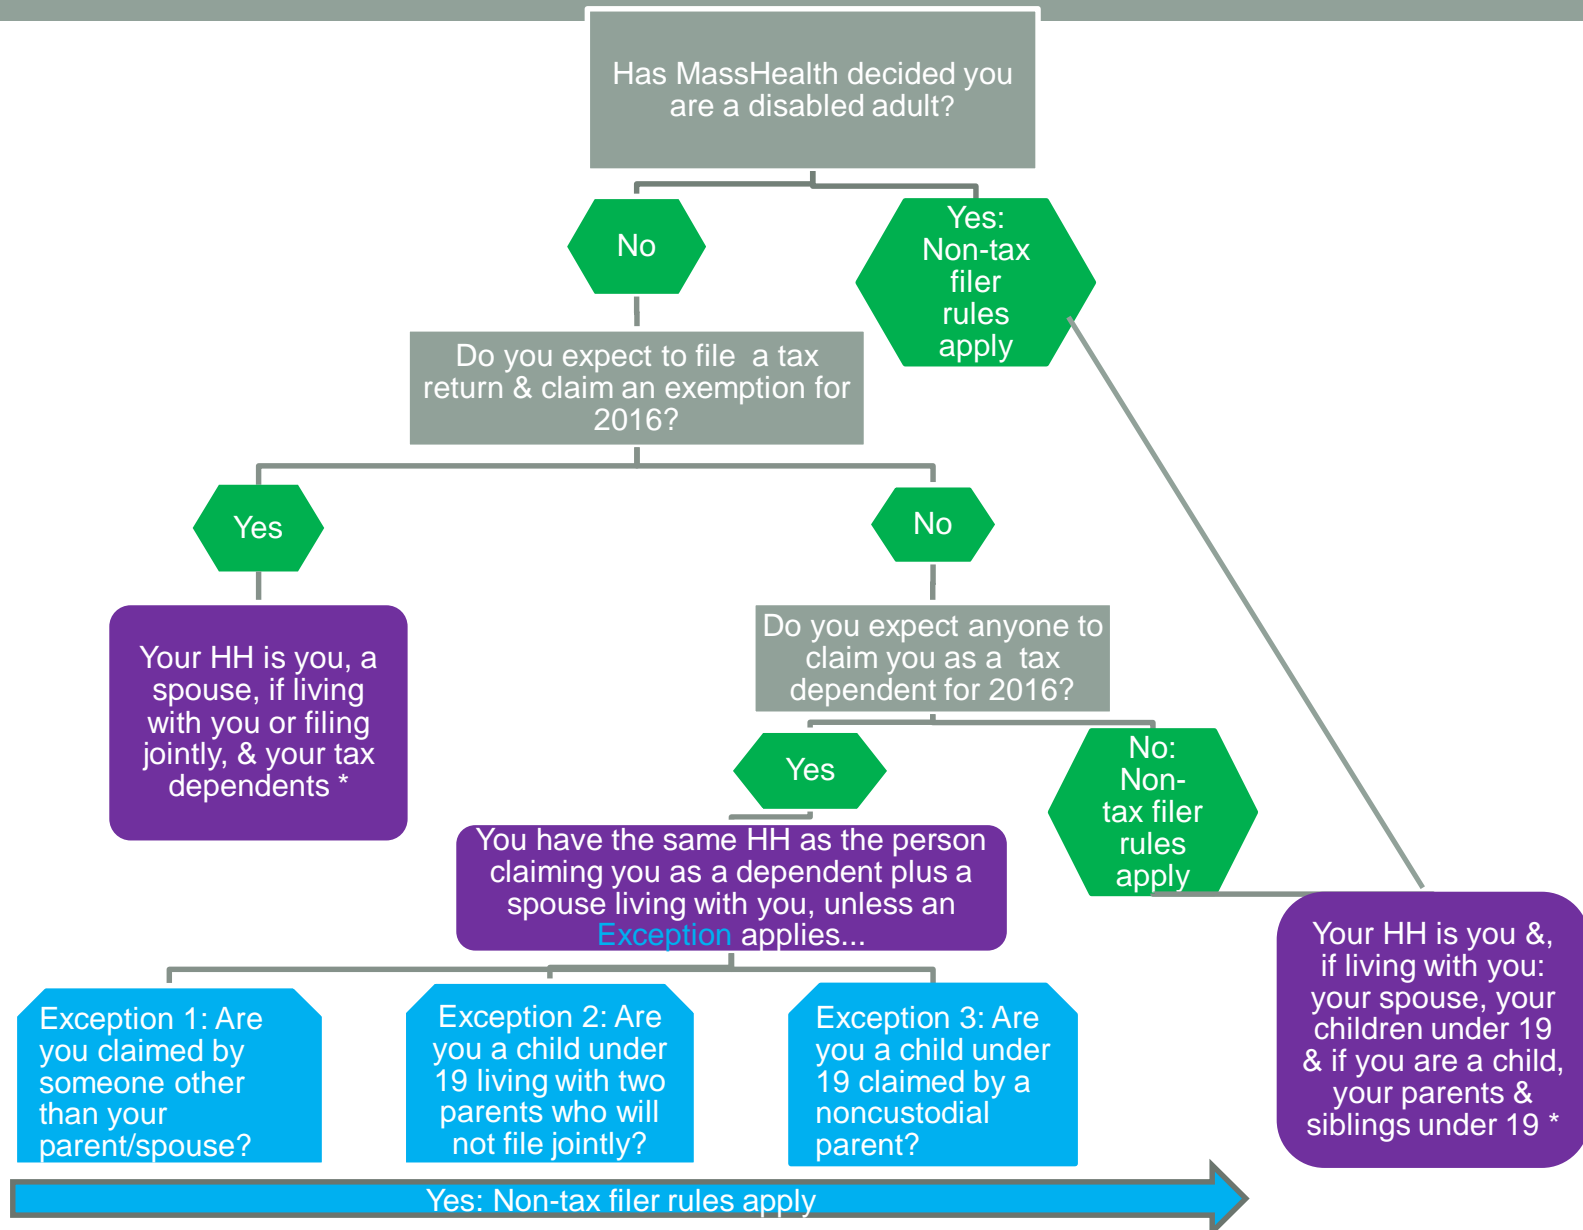 Has MassHealth decided you
are a disabled adult?
No
Yes:
Non-tax
filer
rules
apply
Do you expect to file a tax
return & claim an exemption for
2016?
Yes
No
Your HH is you, a
spouse, if living
with you or filing
jointly, & your tax
dependents *
Do you expect anyone to
claim you as a tax
dependent for 2016?
Yes
No:
Non-
tax filer
rules
apply
You have the same HH as the person
claiming you as a dependent plus a
spouse living with you, unless an
Exception applies...
Your HH is you &,
if living with you:
your spouse, your
children under 19
& if you are a child,
your parents &
siblings under 19 *
Exception 1: Are
you claimed by
someone other
than your
parent/spouse?
Exception 2: Are
you a child under
19 living with two
parents who will
not file jointly?
Exception 3: Are
you a child under
19 claimed by a
noncustodial
parent?
Yes: Non-tax filer rules apply